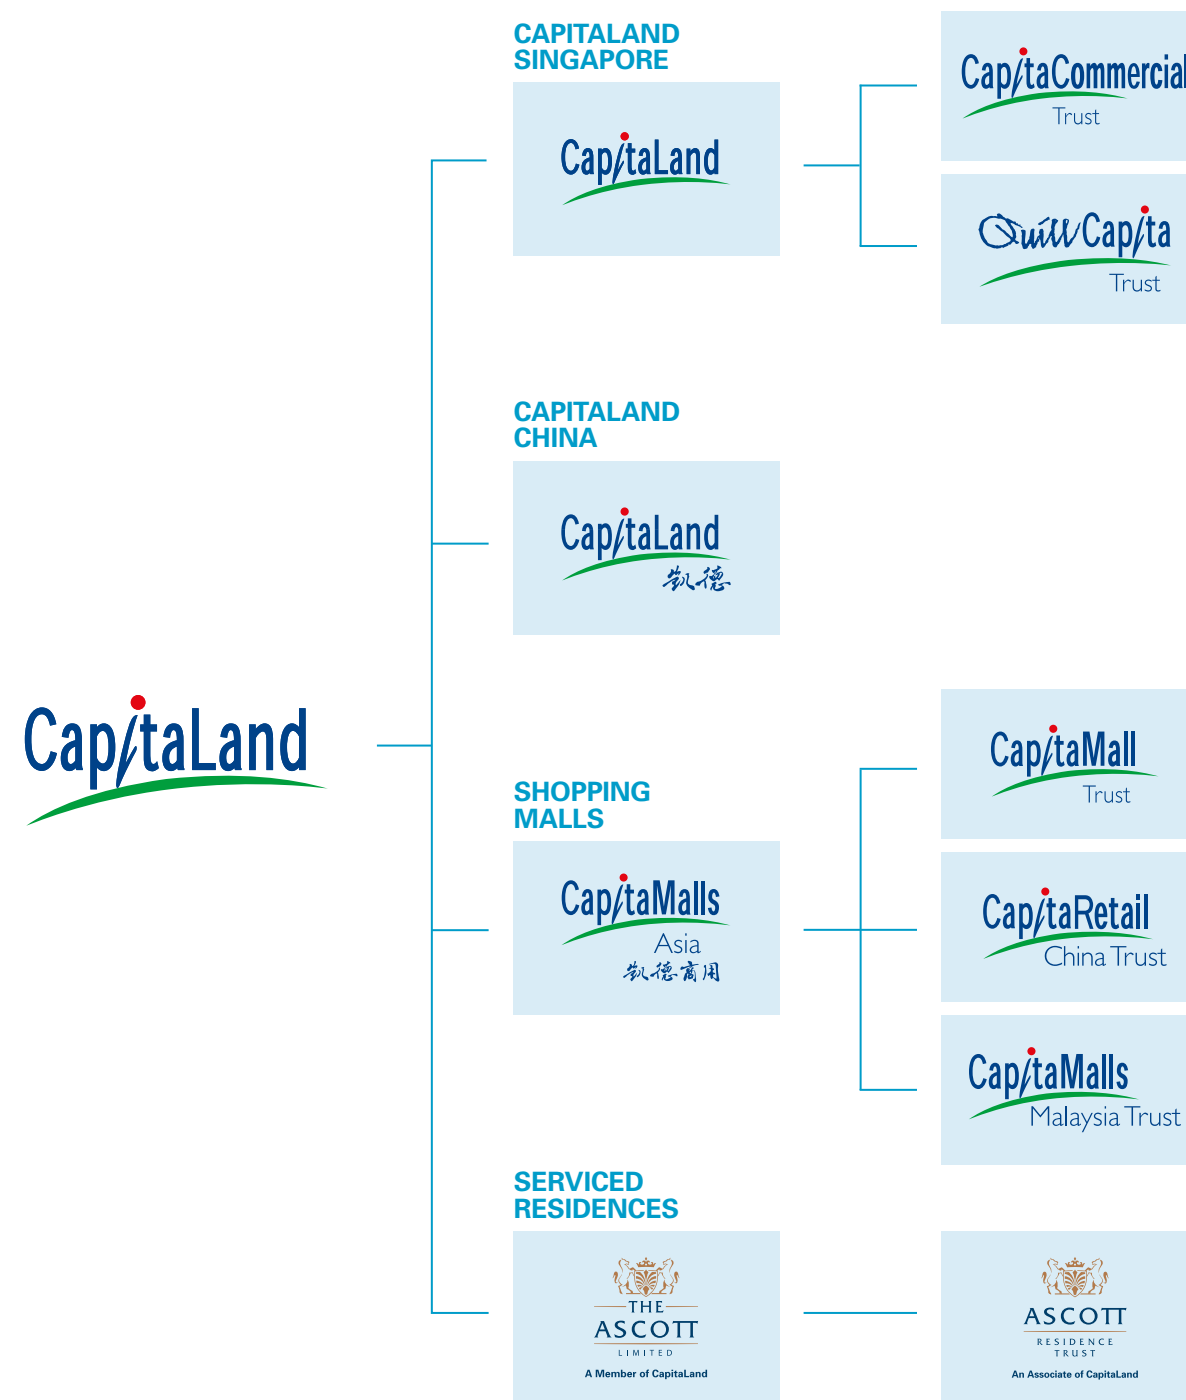 CapitaLand
CAPITALAND
SINGAPORE
CapitaLand
CapitaCommercial
Trust
QuillCapita
Trust
CAPITALAND
CHINA
CapitaLand
凯德
SHOPPING
MALLS
CapitaMalls
Asia
凯德商用
CapitaMall
Trust
CapitaRetail
China Trust
CapitaMalls
Malaysia Trust
SERVICED
RESIDENCES
THE
ASCOTT
LIMITED
A Member of CapitaLand
ASCOTT
RESIDENCE
TRUST
An Associate of CapitaLand